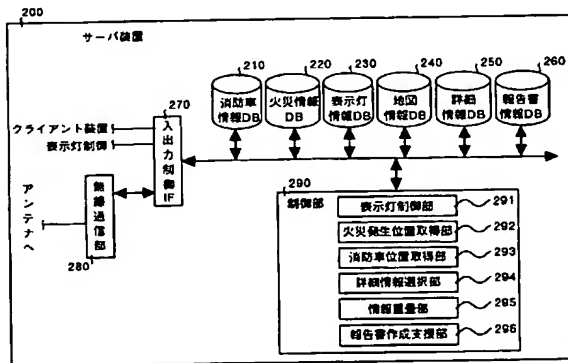 200
サーバ装置
210
220
230
240
250
260
消防車
情報DB
火災情報
DB
表示灯
情報DB
地図情報
DB
詳細
情報DB
報告書
情報DB
270
クライアント装置
表示灯制御
入出力制御IF
アンテナへ
無線通信部
280
290
制御部
表示灯制御部
291
火災発生位置取得部
292
消防車位置取得部
293
詳細情報選択部
294
情報重畳部
295
報告書作成支援部
296